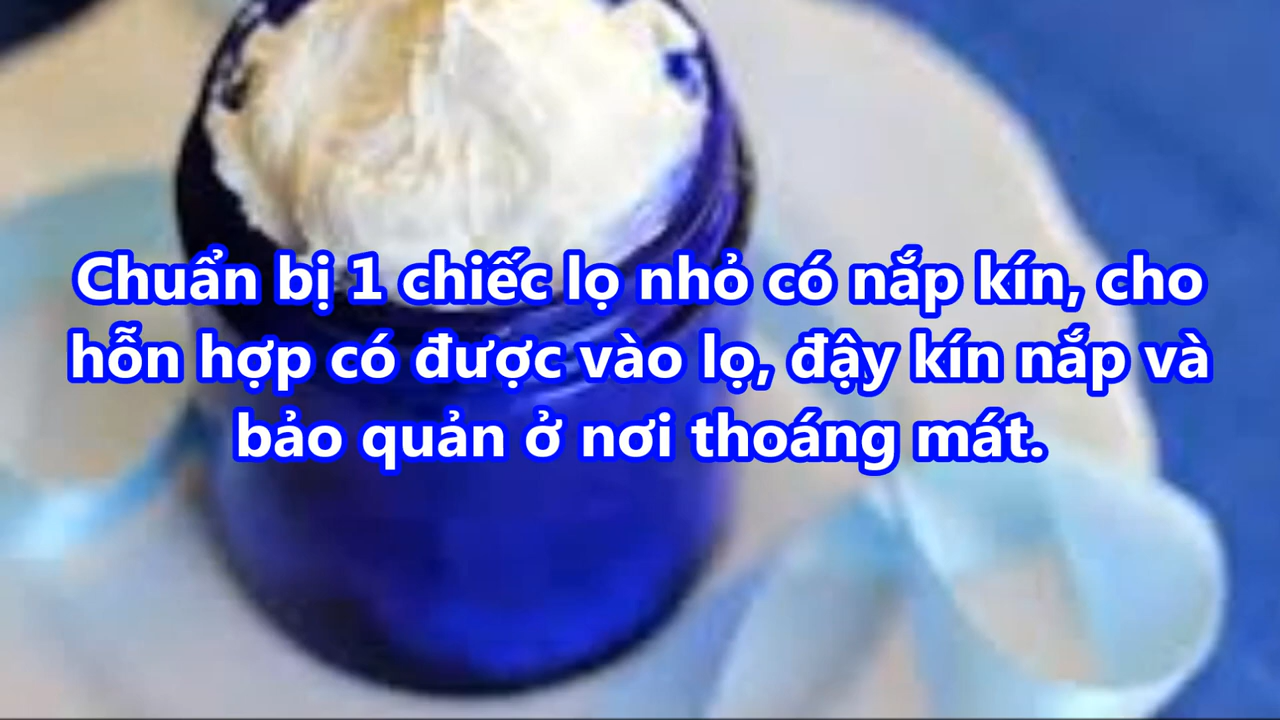 Chuẩn bị 1 chiếc lọ nhỏ có nắp kín, cho
hỗn hợp có được vào lọ, đậy kín nắp và
bảo quản ở nơi thoáng mát.